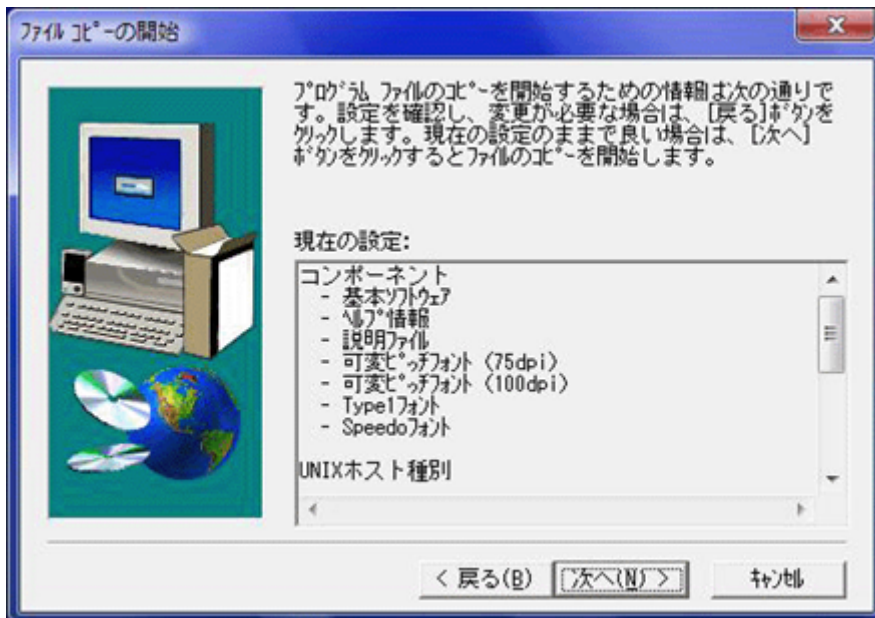 ﾌｧｲﾙ ｺﾋﾟｰの開始
ﾌﾟﾛｸﾞﾗﾑ ﾌｧｲﾙのｺﾋﾟｰを開始するための情報は次の通りで
す。設定を確認し、変更が必要な場合は、[戻る]ﾎﾞﾀﾝを
ｸﾘｯｸします。現在の設定のままで良い場合は、[次へ]
ﾎﾞﾀﾝをｸﾘｯｸするとﾌｧｲﾙのｺﾋﾟｰを開始します。
現在の設定:
コンポーネント
- 基本ｿﾌﾄｳｪｱ
- ﾍﾙﾌﾟ情報
- 説明ﾌｧｲﾙ
- 可変ﾋﾟｯﾁﾌｫﾝﾄ (75dpi)
- 可変ﾋﾟｯﾁﾌｫﾝﾄ (100dpi)
- Type1ﾌｫﾝﾄ
- Speedoﾌｫﾝﾄ
UNIXホスト種別
< 戻る(B)
次へ(N) >
ｷｬﾝｾﾙ